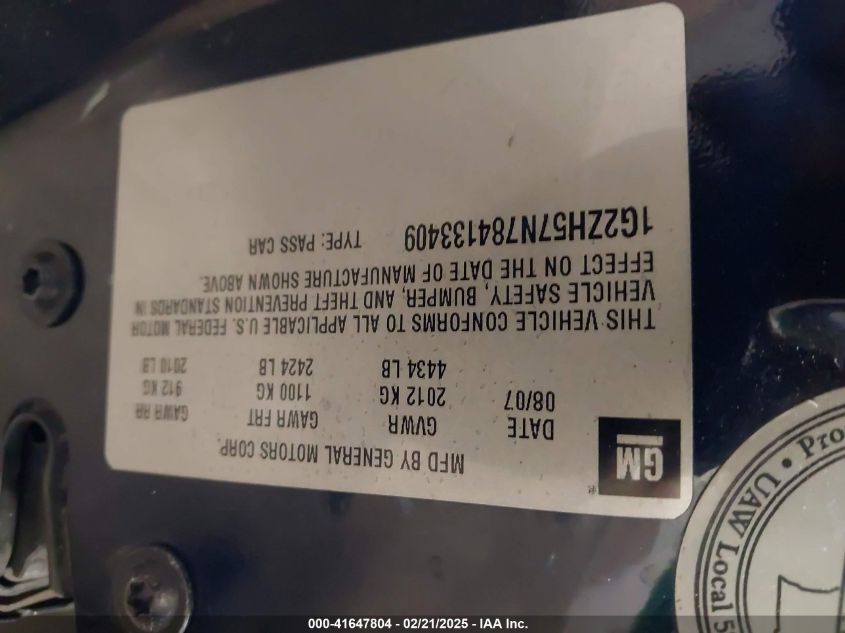 GM
®
MFD BY GENERAL MOTORS CORP.
DATE GVWR GAWR FRT GAWR RR
08/07 2012 KG 1100 KG 912 KG
4434 LB 2424 LB 2010 LB
THIS VEHICLE CONFORMS TO ALL APPLICABLE U.S. FEDERAL MOTOR
VEHICLE SAFETY, BUMPER, AND THEFT PREVENTION STANDARDS IN
EFFECT ON THE DATE OF MANUFACTURE SHOWN ABOVE.
1G2ZH57N784133409 TYPE: PASS CAR
UAW Local 5 • Pro
000-41647804 - 02/21/2025 - IAA Inc.